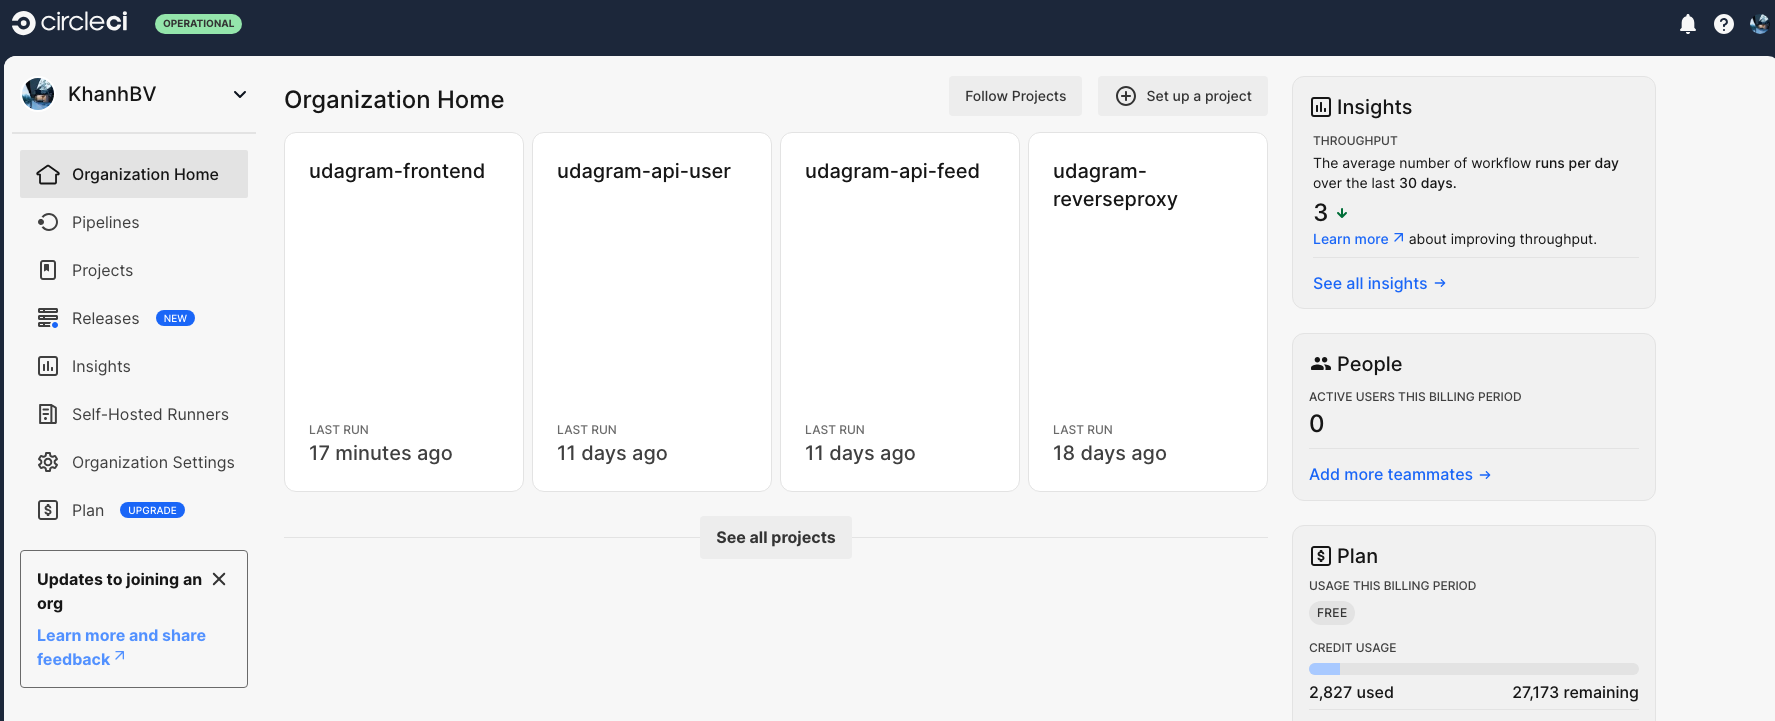 circleci
OPERATIONAL
KhanhBV
Organization Home
Pipelines
Projects
Releases NEW
Insights
Self-Hosted Runners
Organization Settings
Plan UPGRADE
Updates to joining an
org
Learn more and share
feedback
Organization Home
Follow Projects
Set up a project
udagram-frontend
LAST RUN
17 minutes ago
udagram-api-user
LAST RUN
11 days ago
udagram-api-feed
LAST RUN
11 days ago
udagram-
reverseproxy
LAST RUN
18 days ago
See all projects
Insights
THROUGHPUT
The average number of workflow runs per day
over the last 30 days.
3
Learn more about improving throughput.
See all insights
People
ACTIVE USERS THIS BILLING PERIOD
0
Add more teammates
Plan
USAGE THIS BILLING PERIOD
FREE
CREDIT USAGE
2,827 used 27,173 remaining